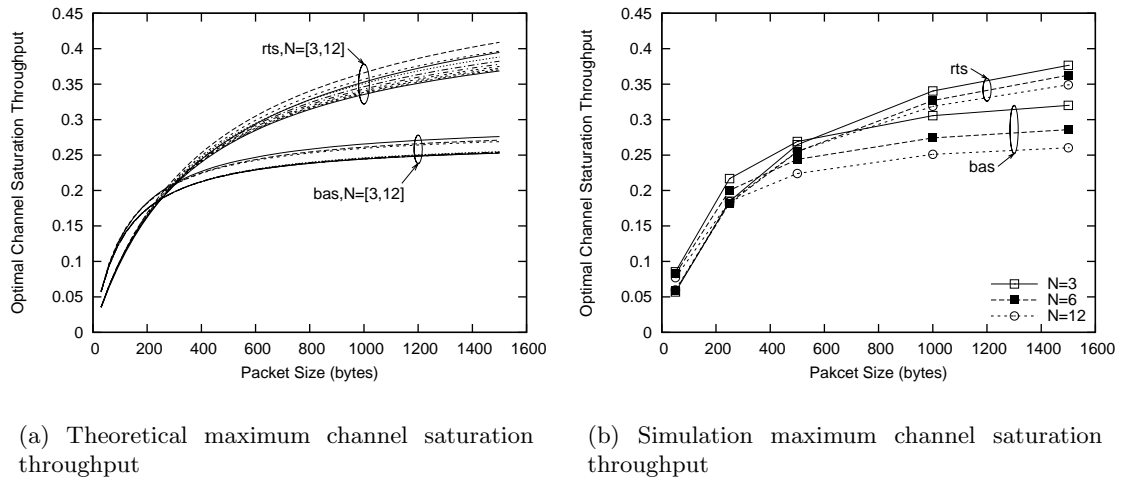 Optimal Channel Saturation Throughput
0.45
0.4
0.35
0.3
0.25
0.2
0.15
0.1
0.05
0
rts,N=[3,12]
bas,N=[3,12]
0 200 400 600 800 1000 1200 1400 1600
Packet Size (bytes)
Optimal Channel Staturation Throughput
0.45
0.4
0.35
0.3
0.25
0.2
0.15
0.1
0.05
0
rts
bas
N=3
N=6
N=12
0 200 400 600 800 1000 1200 1400 1600
Pakcet Size (bytes)
(a) Theoretical maximum channel saturation
throughput
(b) Simulation maximum channel saturation
throughput